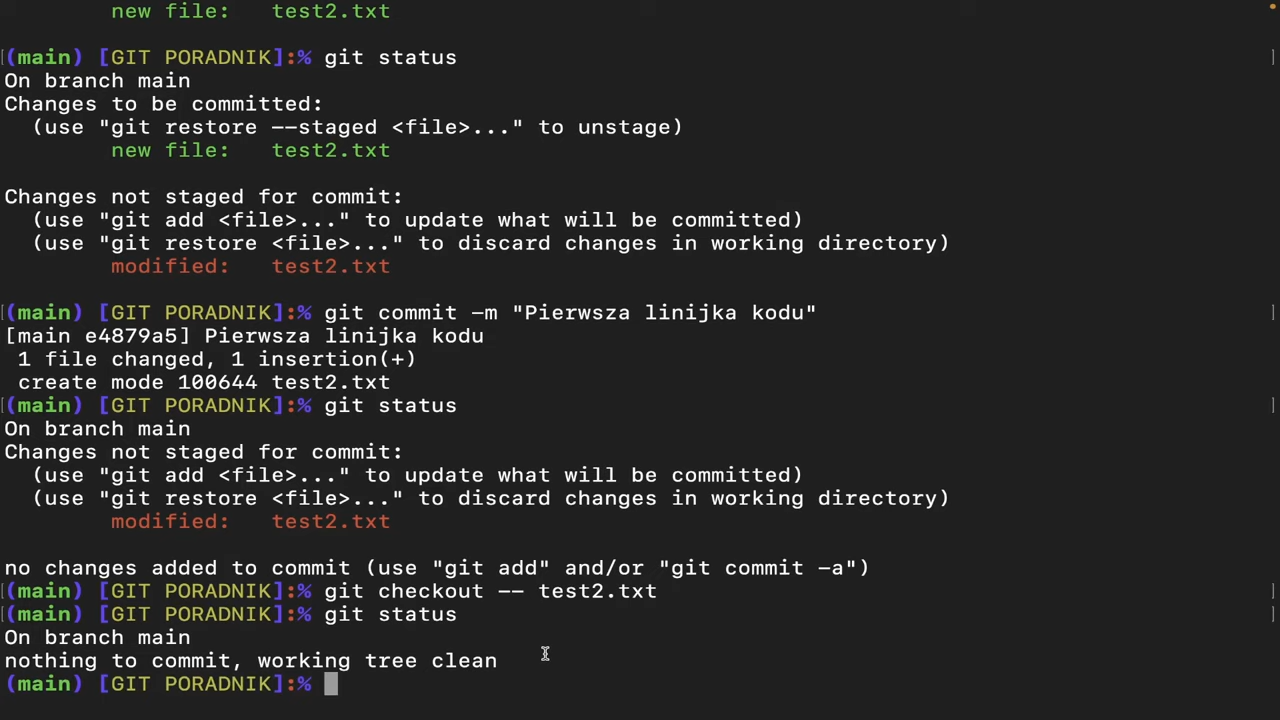 new file:   test2.txt
(main) [GIT PORADNIK]:% git status
On branch main
Changes to be committed:
  (use "git restore --staged <file>..." to unstage)
        new file:   test2.txt
Changes not staged for commit:
  (use "git add <file>..." to update what will be committed)
  (use "git restore <file>..." to discard changes in working directory)
        modified:   test2.txt
(main) [GIT PORADNIK]:% git commit -m "Pierwsza linijka kodu"
[main e4879a5] Pierwsza linijka kodu
 1 file changed, 1 insertion(+)
 create mode 100644 test2.txt
(main) [GIT PORADNIK]:% git status
On branch main
Changes not staged for commit:
  (use "git add <file>..." to update what will be committed)
  (use "git restore <file>..." to discard changes in working directory)
        modified:   test2.txt
no changes added to commit (use "git add" and/or "git commit -a")
(main) [GIT PORADNIK]:% git checkout -- test2.txt
(main) [GIT PORADNIK]:% git status
On branch main
nothing to commit, working tree clean
(main) [GIT PORADNIK]:%